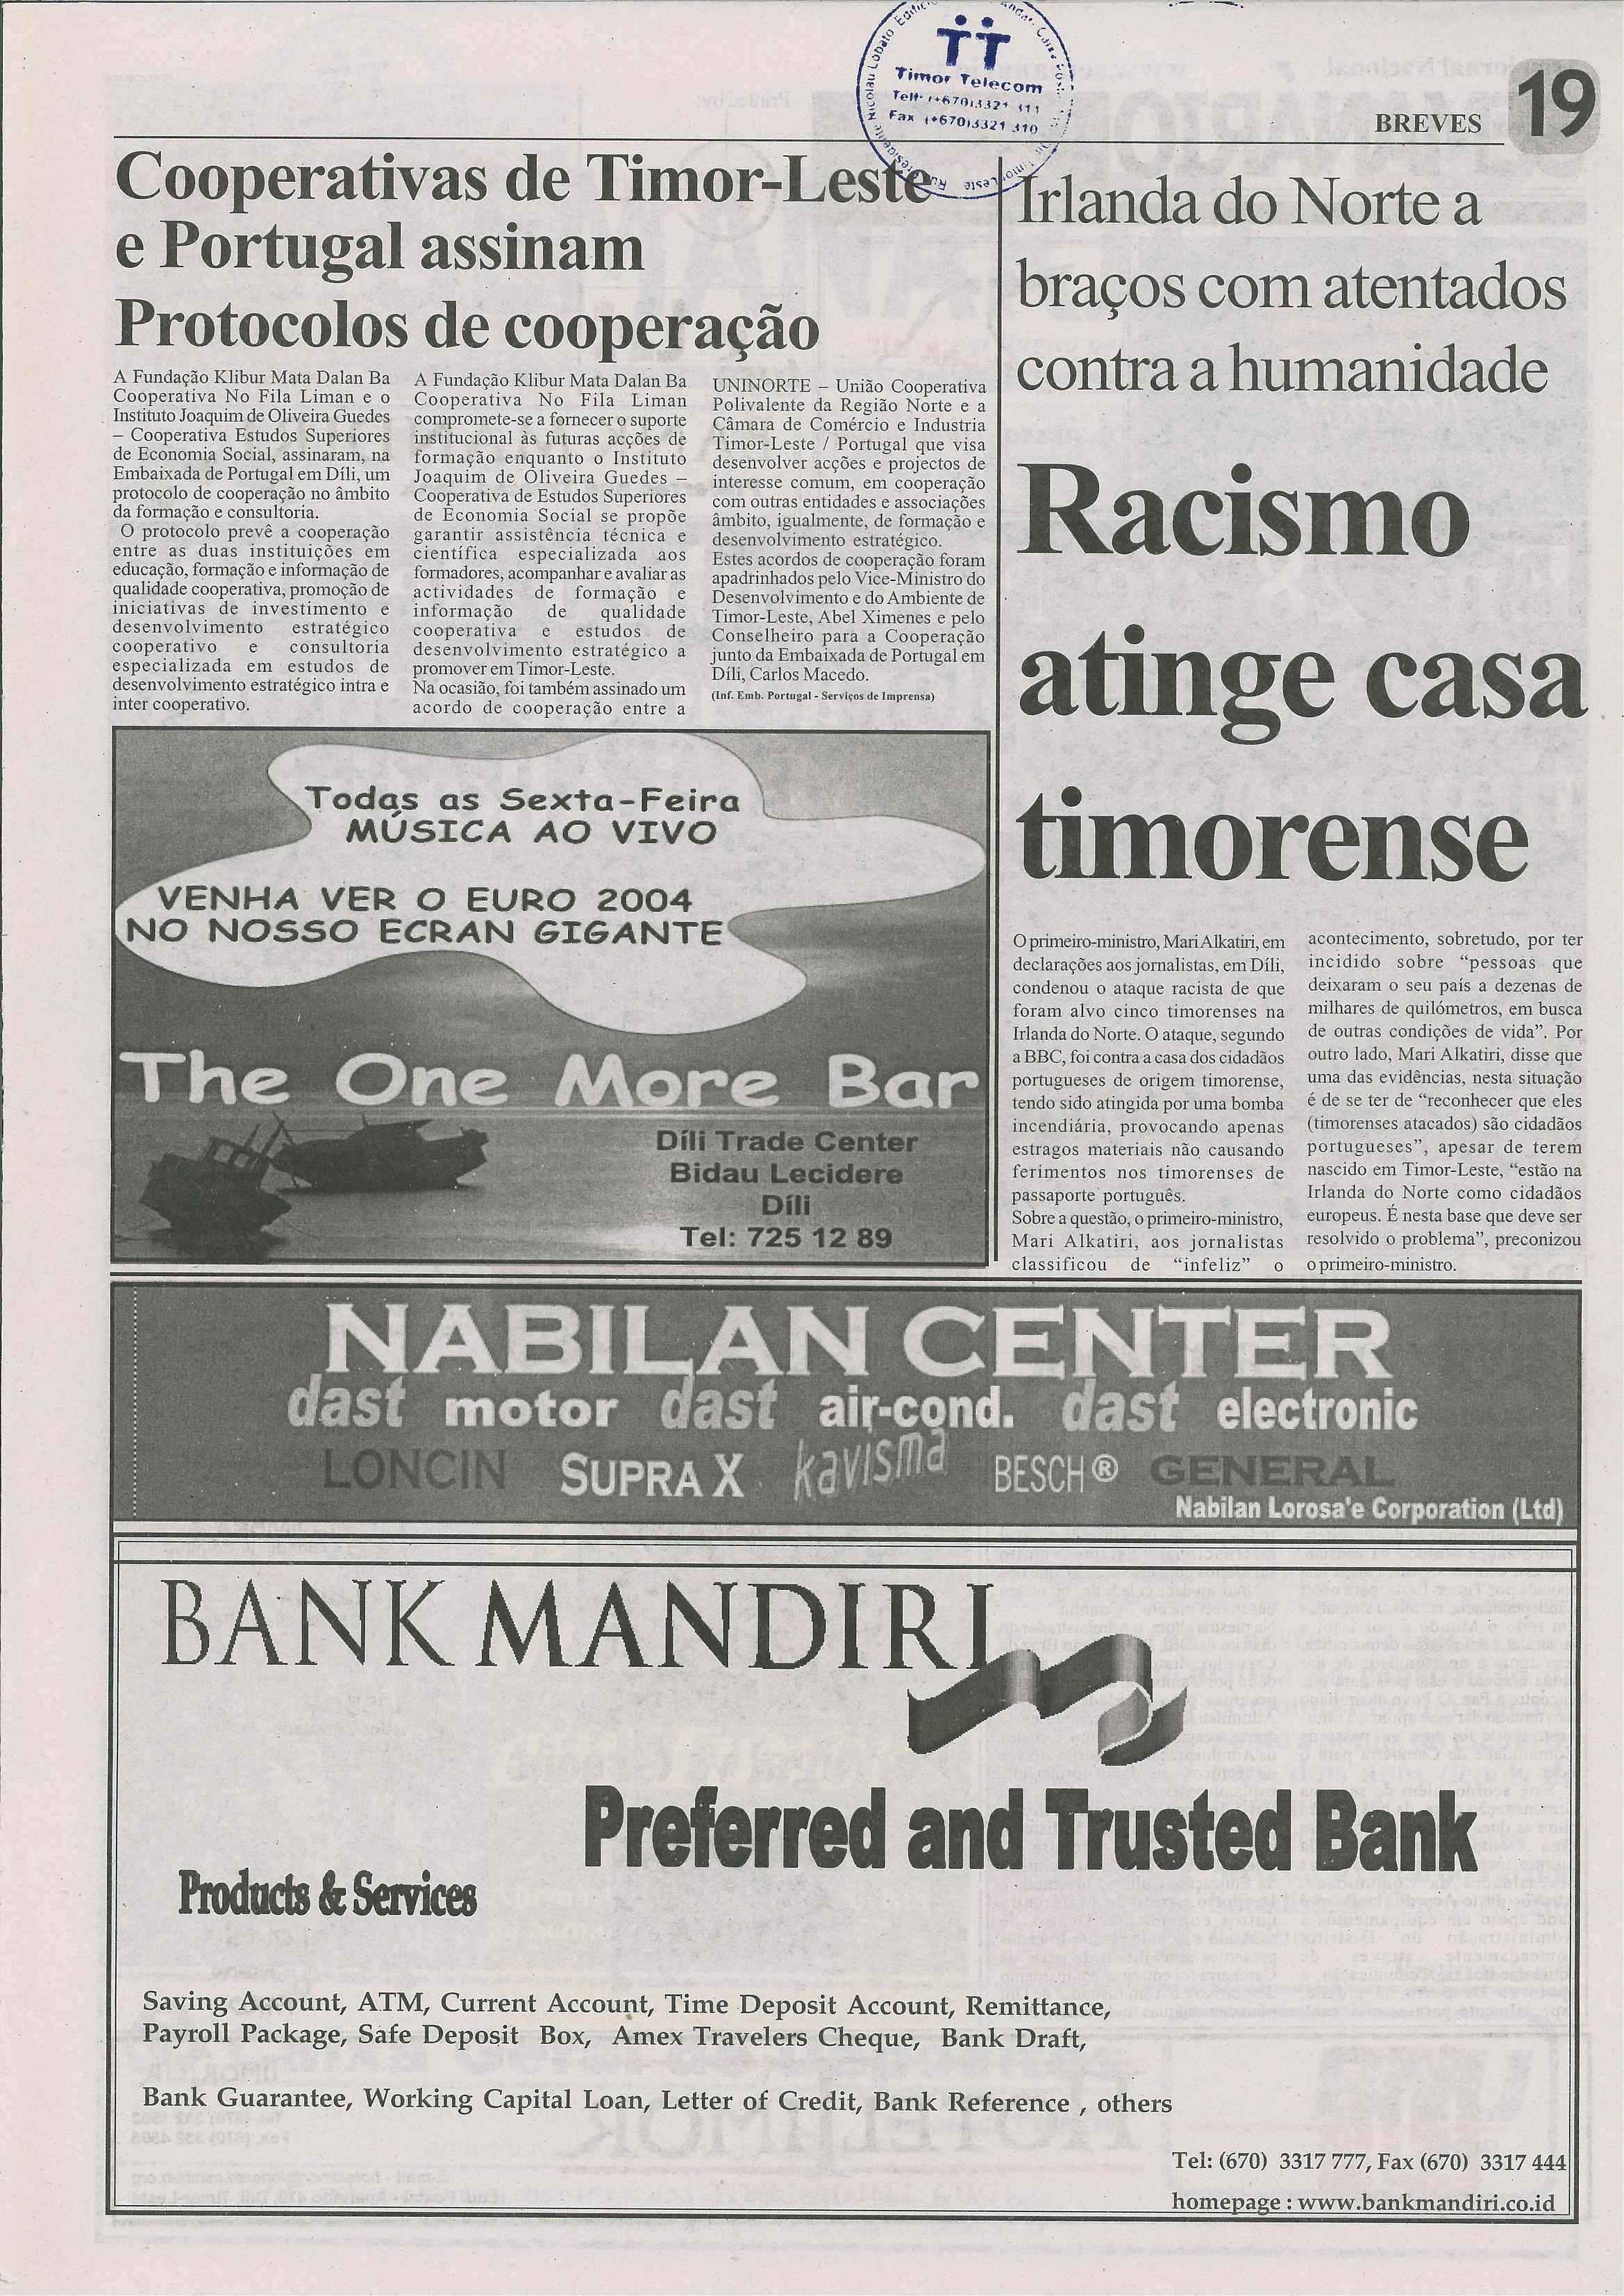 Timor Telecom
Telf: (+670)3321 
Fax (+670)3321 310
BREVES
19
Cooperativas de Timor-Leste
e Portugal assinam
Protocolos de cooperação
A Fundação Klibur Mata Dalan Ba
Cooperativa No Fila Liman e o
Instituto Joaquim de Oliveira Guedes
– Cooperativa Estudos Superiores
de Economia Social, assinaram, na
Embaixada de Portugal em Díli, um
protocolo de cooperação no âmbito
da formação e consultoria.
O protocolo prevê a cooperação
entre as duas instituições em
educação, formação e informação de
qualidade cooperativa, promoção de
iniciativas de investimento e
desenvolvimento estratégico
cooperativo e consultoria
especializada em estudos de
desenvolvimento estratégico intra e
inter cooperativo.
A Fundação Klibur Mata Dalan Ba
Cooperativa No Fila Liman
compromete-se a fornecer o suporte
institucional às futuras acções de
formação enquanto o Instituto
Joaquim de Oliveira Guedes –
Cooperativa de Estudos Superiores
de Economia Social se propõe
garantir assistência técnica e
científica especializada aos
formadores, acompanhar e avaliar as
actividades de formação e
informação de qualidade
cooperativa e estudos de
desenvolvimento estratégico a
promover em Timor-Leste.
Na ocasião, foi também assinado um
acordo de cooperação entre a
UNINORTE – União Cooperativa
Polivalente da Região Norte e a
Câmara de Comércio e Industria
Timor-Leste / Portugal que visa
desenvolver acções e projectos de
interesse comum, em cooperação
com outras entidades e associações
âmbito, igualmente, de formação e
desenvolvimento estratégico.
Estes acordos de cooperação foram
apadrinhados pelo Vice-Ministro do
Desenvolvimento e do Ambiente de
Timor-Leste, Abel Ximenes e pelo
Conselheiro para a Cooperação
junto da Embaixada de Portugal em
Díli, Carlos Macedo.
(Inf. Emb. Portugal - Serviços de Imprensa)
Todas as Sexta-Feira
MÚSICA AO VIVO
VENHA VER O EURO 2004
NO NOSSO ECRAN GIGANTE
The One More Bar
Díli Trade Center
Bidau Lecidere
Díli
Tel: 725 12 89
Irlanda do Norte a
braços com atentados
contra a humanidade
Racismo
atinge casa
timorense
O primeiro-ministro, Mari Alkatiri, em
declarações aos jornalistas, em Díli,
condenou o ataque racista de que
foram alvo cinco timorenses na
Irlanda do Norte. O ataque, segundo
a BBC, foi contra a casa dos cidadãos
portugueses de origem timorense,
tendo sido atingida por uma bomba
incendiária, provocando apenas
estragos materiais não causando
ferimentos nos timorenses de
passaporte português.
Sobre a questão, o primeiro-ministro,
Mari Alkatiri, aos jornalistas
classificou de “infeliz” o
acontecimento, sobretudo, por ter
incidido sobre “pessoas que
deixaram o seu país a dezenas de
milhares de quilómetros, em busca
de outras condições de vida”. Por
outro lado, Mari Alkatiri, disse que
uma das evidências, nesta situação
é de se ter de “reconhecer que eles
(timorenses atacados) são cidadãos
portugueses”, apesar de terem
nascido em Timor-Leste, “estão na
Irlanda do Norte como cidadãos
europeus. É nesta base que deve ser
resolvido o problema”, preconizou
o primeiro-ministro.
NABILAN CENTER
dast motor dast air-cond. dast electronic
LONCIN SUPRA X kavisma BESCH® GENERAL
Nabilan Lorosa'e Corporation (Ltd)
BANK MANDIRI
Preferred and Trusted Bank
Products & Services
Saving Account, ATM, Current Account, Time Deposit Account, Remittance,
Payroll Package, Safe Deposit Box, Amex Travelers Cheque, Bank Draft,
Bank Guarantee, Working Capital Loan, Letter of Credit, Bank Reference , others
Tel: (670) 3317 777, Fax (670) 3317 444
homepage : www.bankmandiri.co.id